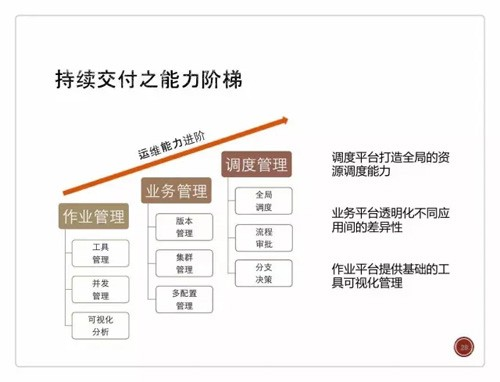 持续交付之能力阶梯
运维能力进阶
调度管理
全局
调度
流程
审批
分支
决策
业务管理
版本
管理
集群
管理
多配置
管理
作业管理
工具
管理
并发
管理
可视化
分析
调度平台打造全局的资
源调度能力
业务平台透明化不同应
用间的差异性
作业平台提供基础的工
具可视化管理